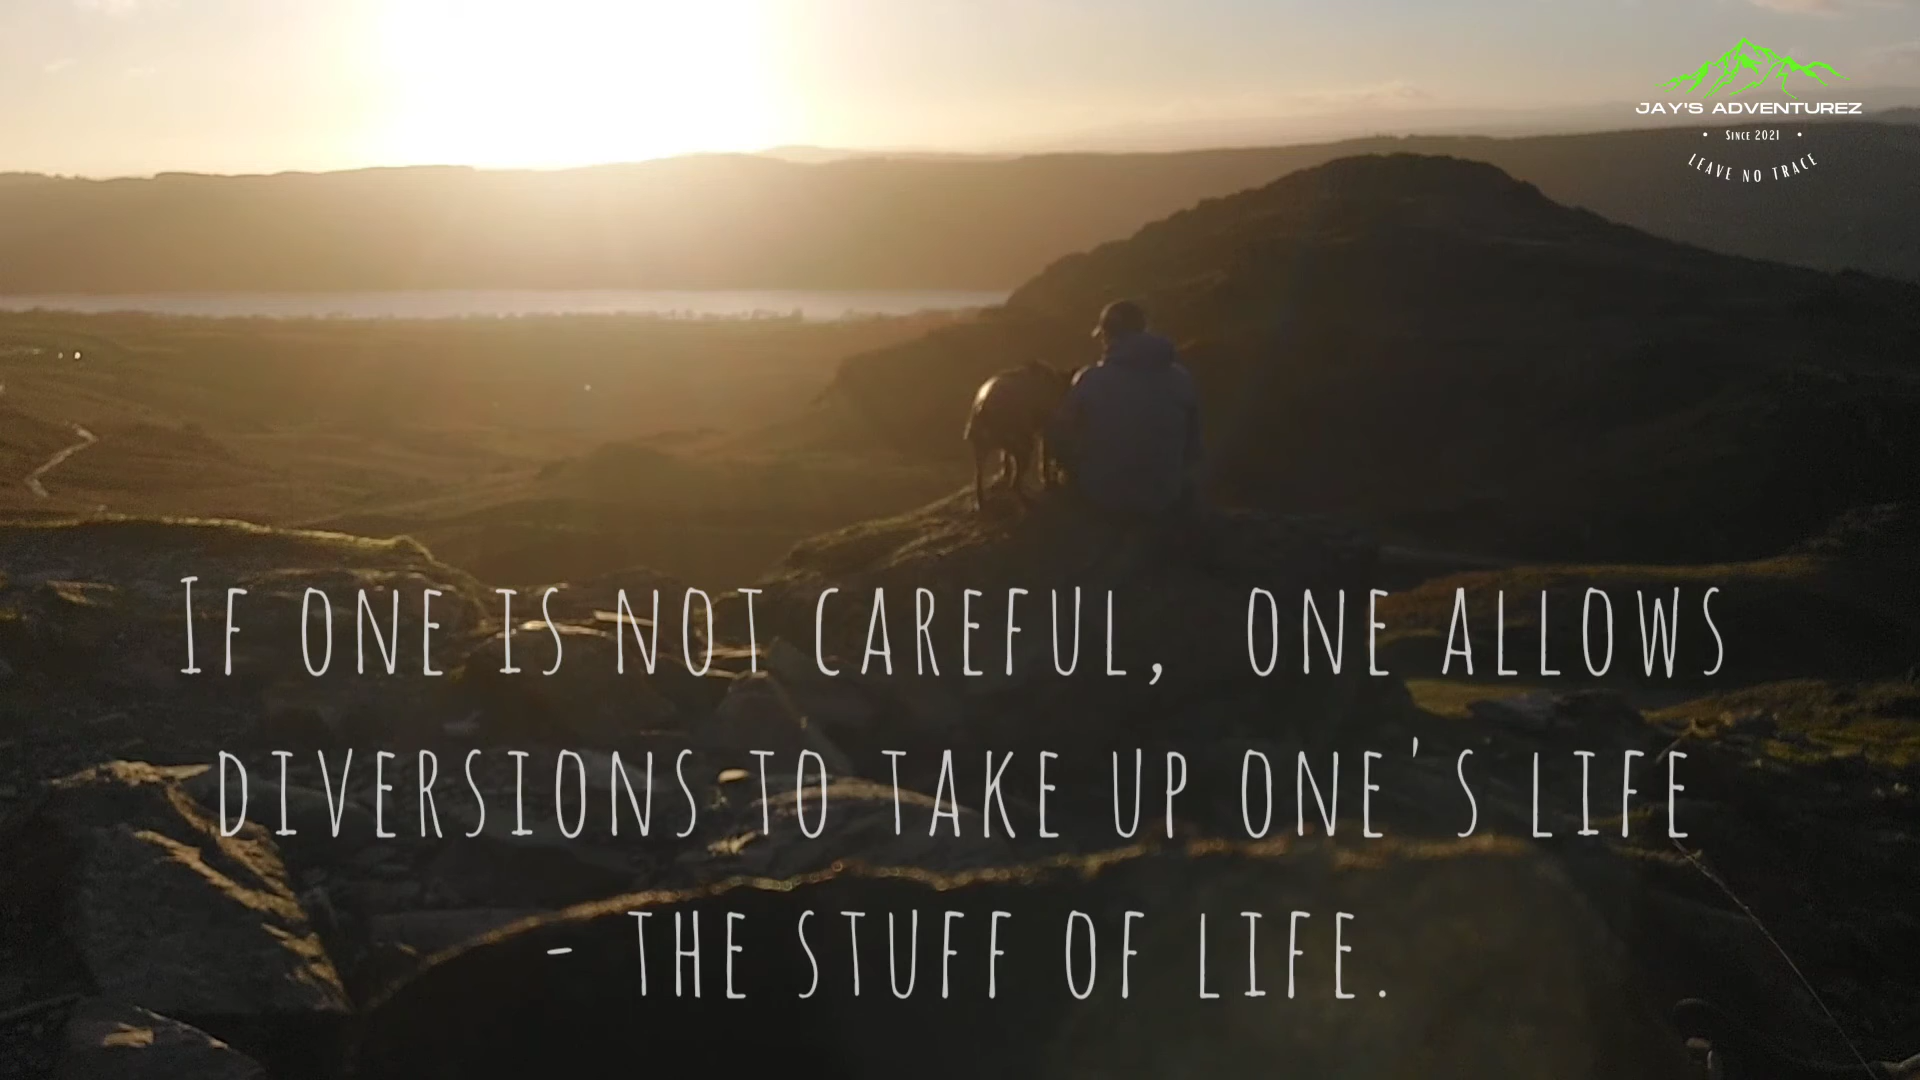 JAY'S ADVENTUREZ
• Since 2021 •
LEAVE NO TRACE
If one is not careful, one allows
diversions to take up one's life
- the stuff of life.